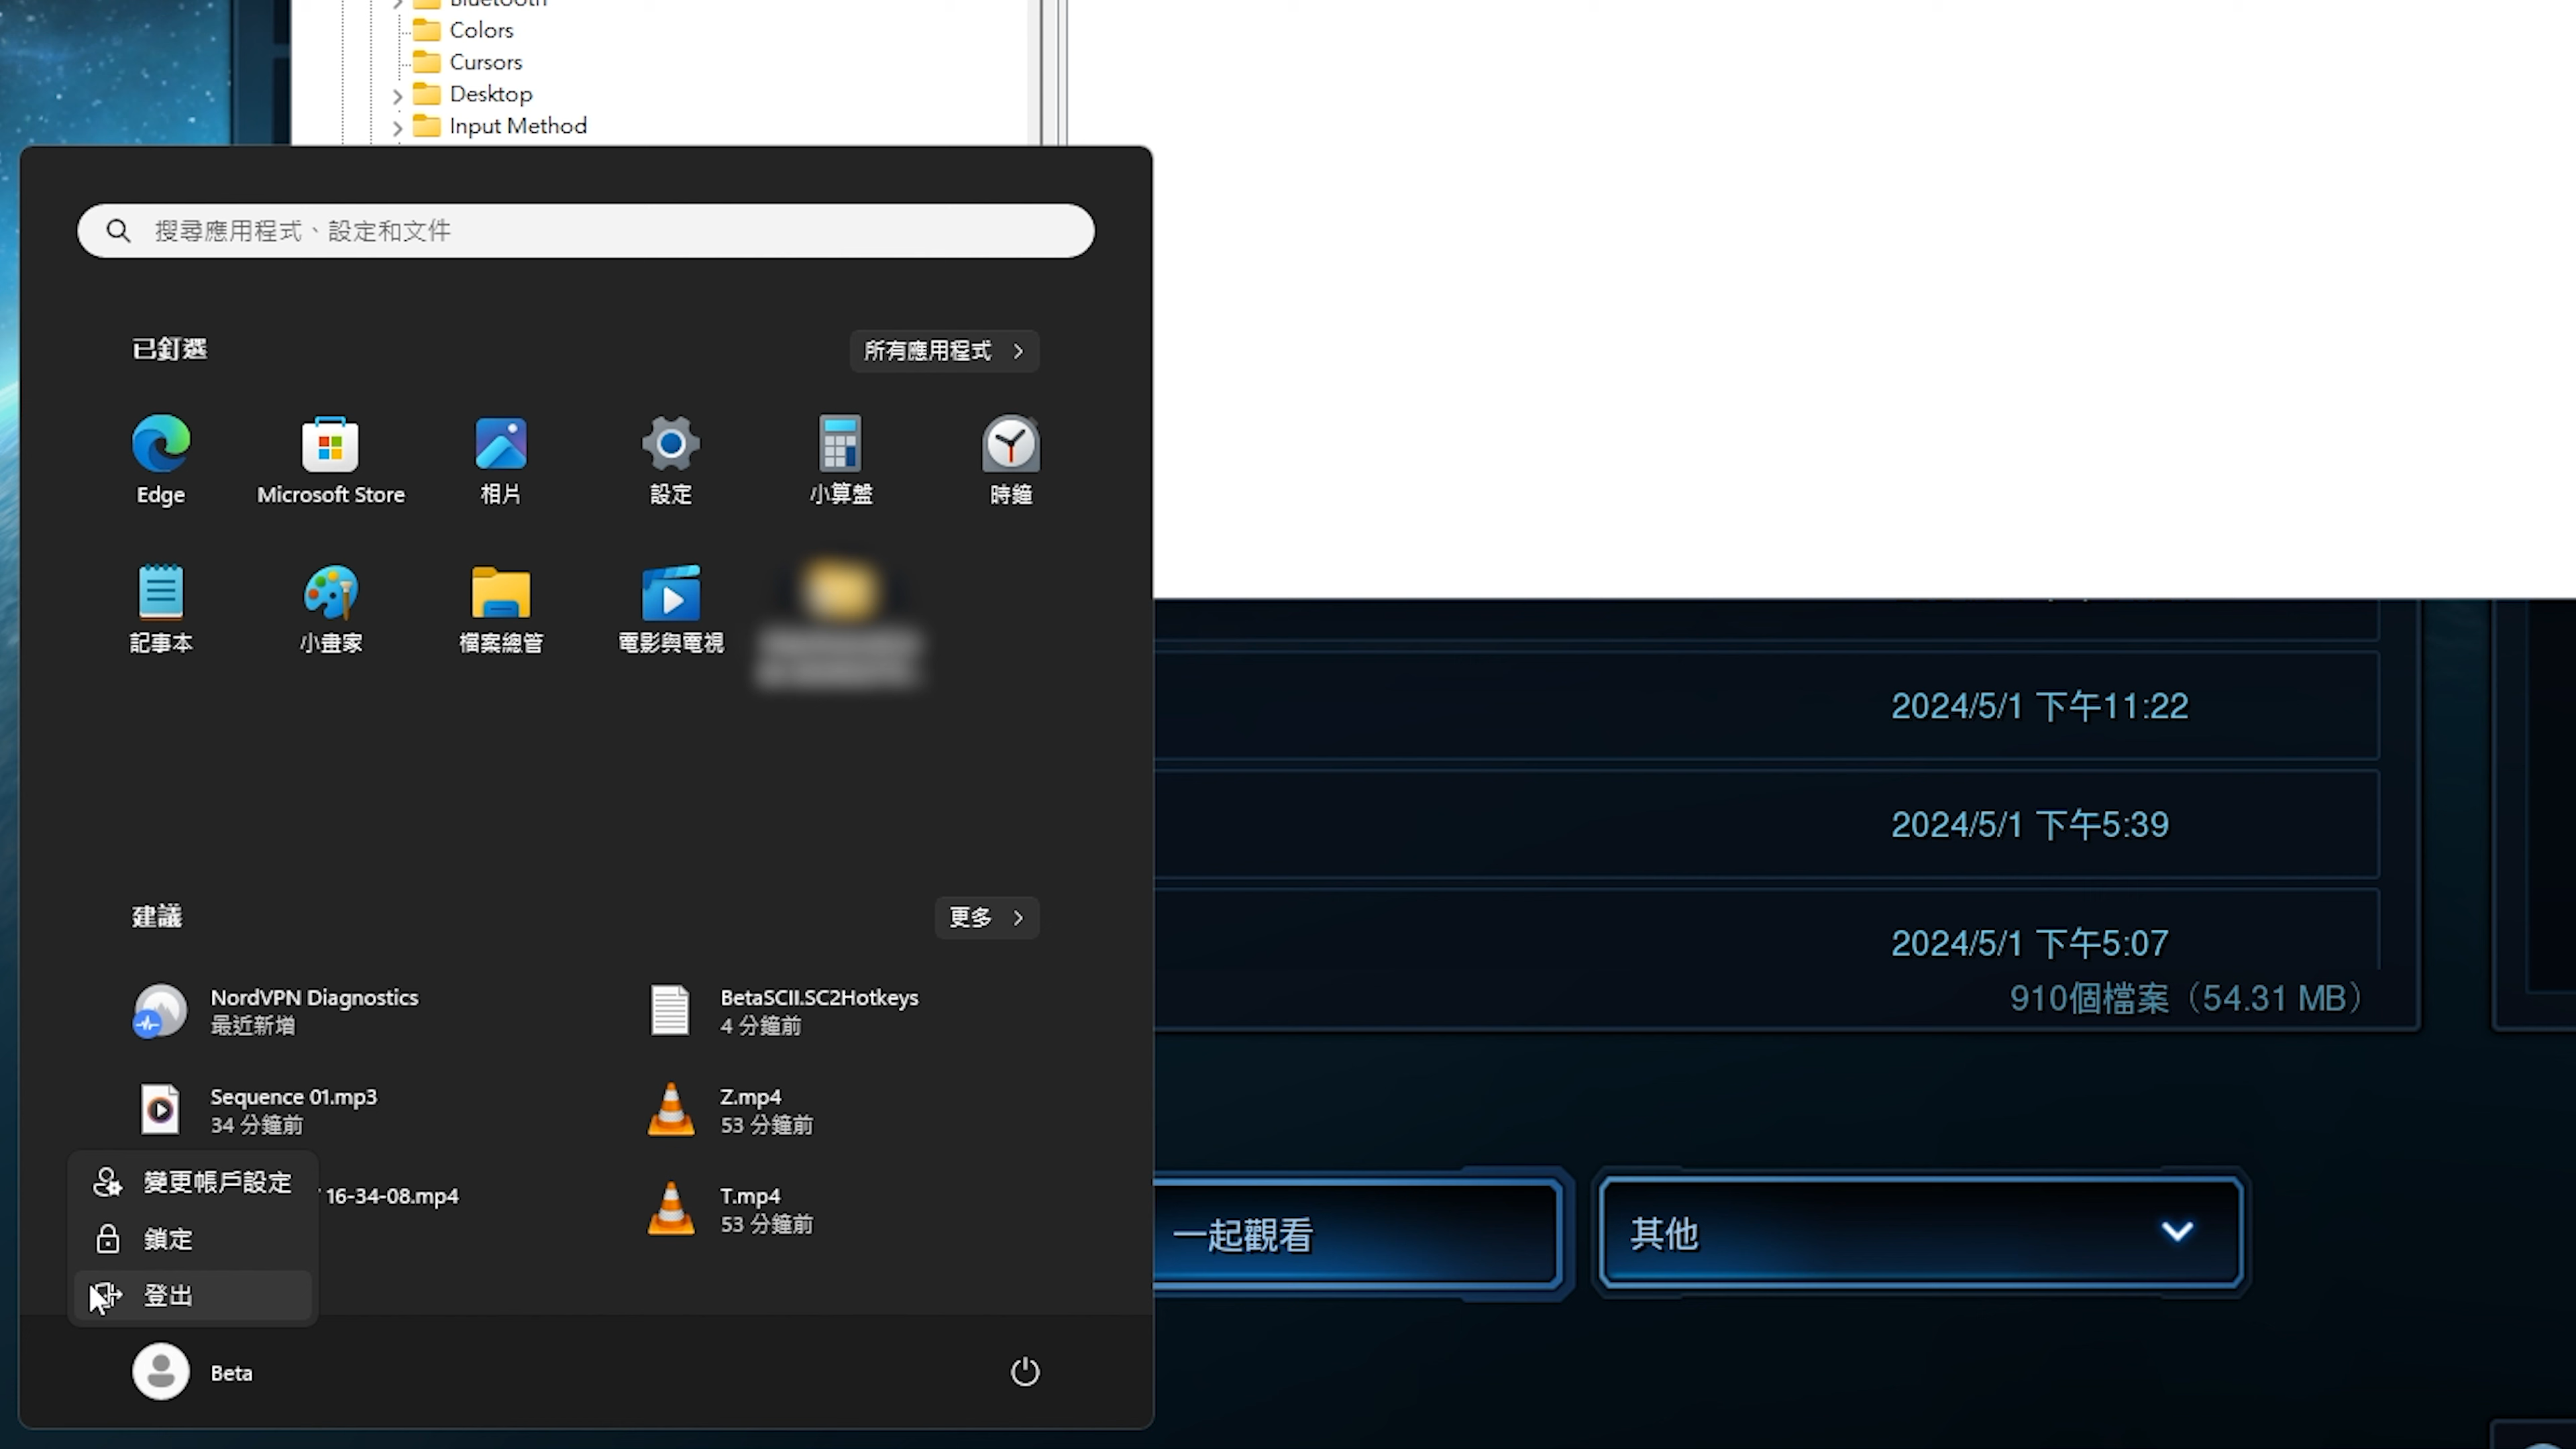 Bluetooth
Colors
Cursors
Desktop
Input Method
搜尋應用程式、設定和文件
已釘選
所有應用程式
Edge
Microsoft Store
相片
設定
小算盤
時鐘
記事本
小畫家
檔案總管
電影與電視
建議
更多
NordVPN Diagnostics
最近新增
BetaSCII.SC2Hotkeys
4 分鐘前
Sequence 01.mp3
34 分鐘前
Z.mp4
53 分鐘前
16-34-08.mp4
T.mp4
53 分鐘前
變更帳戶設定
鎖定
登出
Beta
2024/5/1 下午11:22
2024/5/1 下午5:39
2024/5/1 下午5:07
910個檔案（54.31 MB）
一起觀看
其他